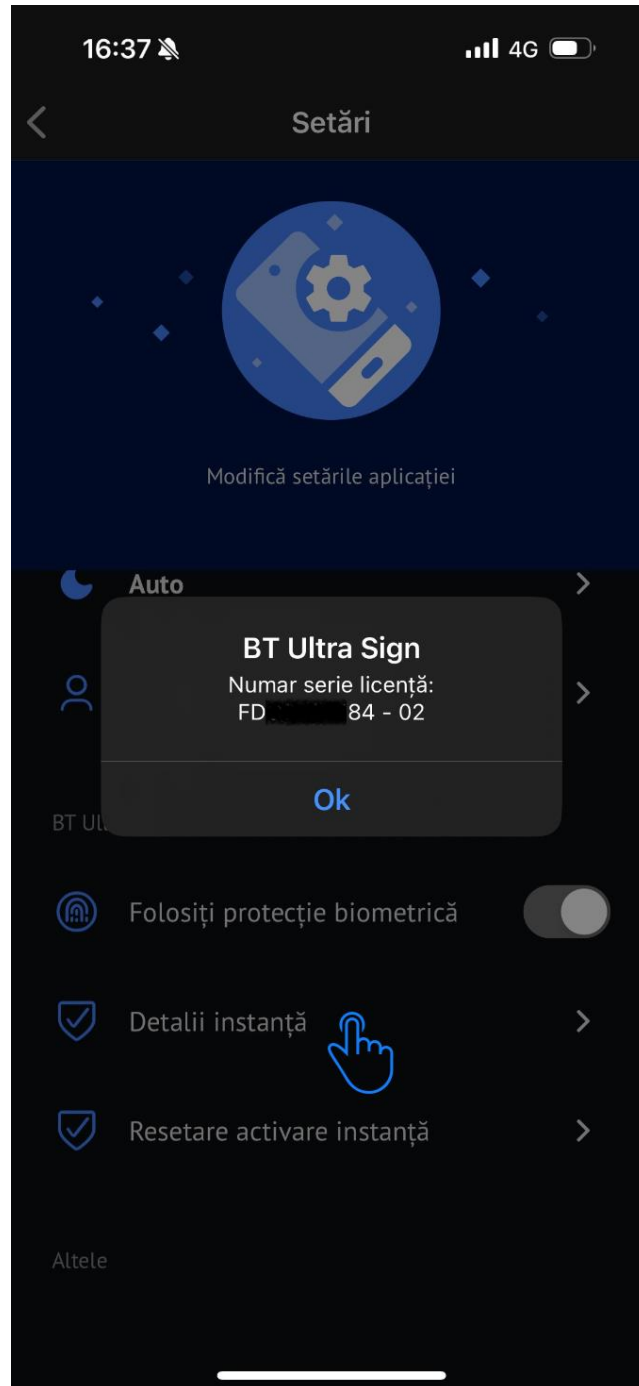 16:37
4G
Setări
Modifică setările aplicației
Auto
BT Ultra Sign
Numar serie licență:
FD 84 - 02
Ok
BT Ul
Folosiți protecție biometrică
Detalii instanță
Resetare activare instanță
Altele